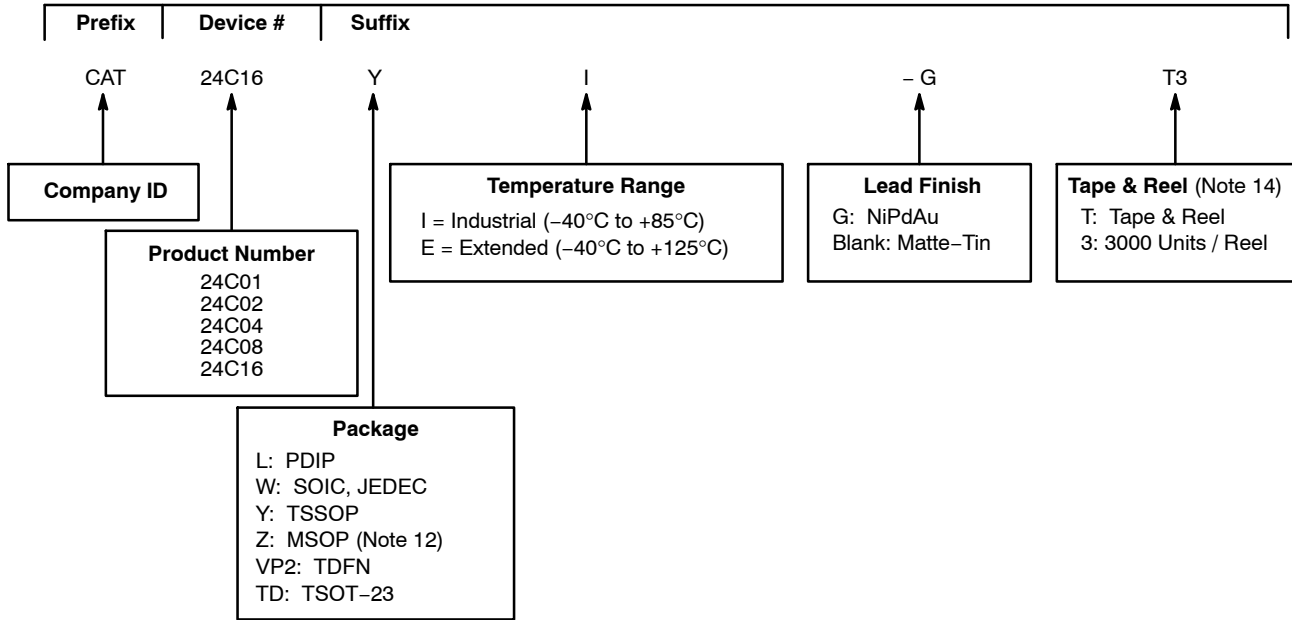 Prefix Device # Suffix
CAT 24C16 Y I – G T3
Company ID
Product Number
24C01
24C02
24C04
24C08
24C16
Package
L: PDIP
W: SOIC, JEDEC
Y: TSSOP
Z: MSOP (Note 12)
VP2: TDFN
TD: TSOT−23
Temperature Range
I = Industrial (−40°C to +85°C)
E = Extended (−40°C to +125°C)
Lead Finish
G: NiPdAu
Blank: Matte−Tin
Tape & Reel (Note 14)
T: Tape & Reel
3: 3000 Units / Reel